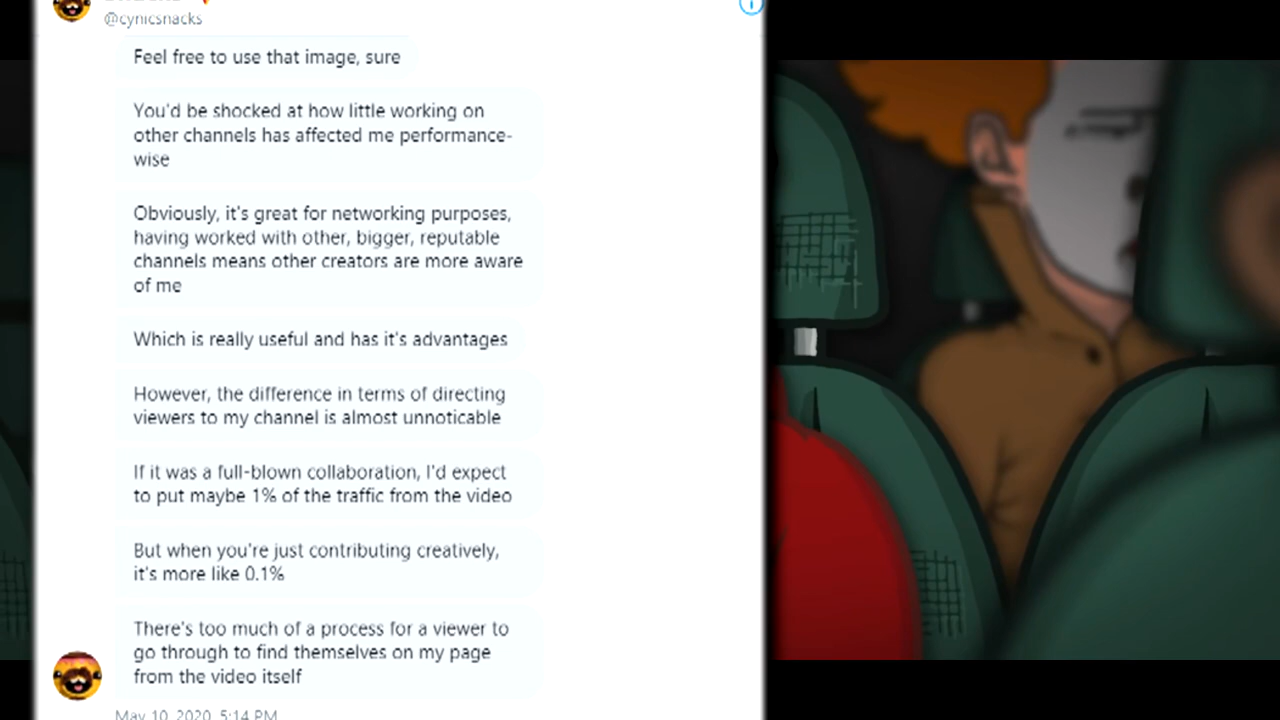 @cynicsnacks
Feel free to use that image, sure
You'd be shocked at how little working on
other channels has affected me performance-
wise
Obviously, it's great for networking purposes,
having worked with other, bigger, reputable
channels means other creators are more aware
of me
Which is really useful and has it's advantages
However, the difference in terms of directing
viewers to my channel is almost unnoticable
If it was a full-blown collaboration, I'd expect
to put maybe 1% of the traffic from the video
But when you're just contributing creatively,
it's more like 0.1%
There's too much of a process for a viewer to
go through to find themselves on my page
from the video itself
May 10, 2020, 5:14 PM